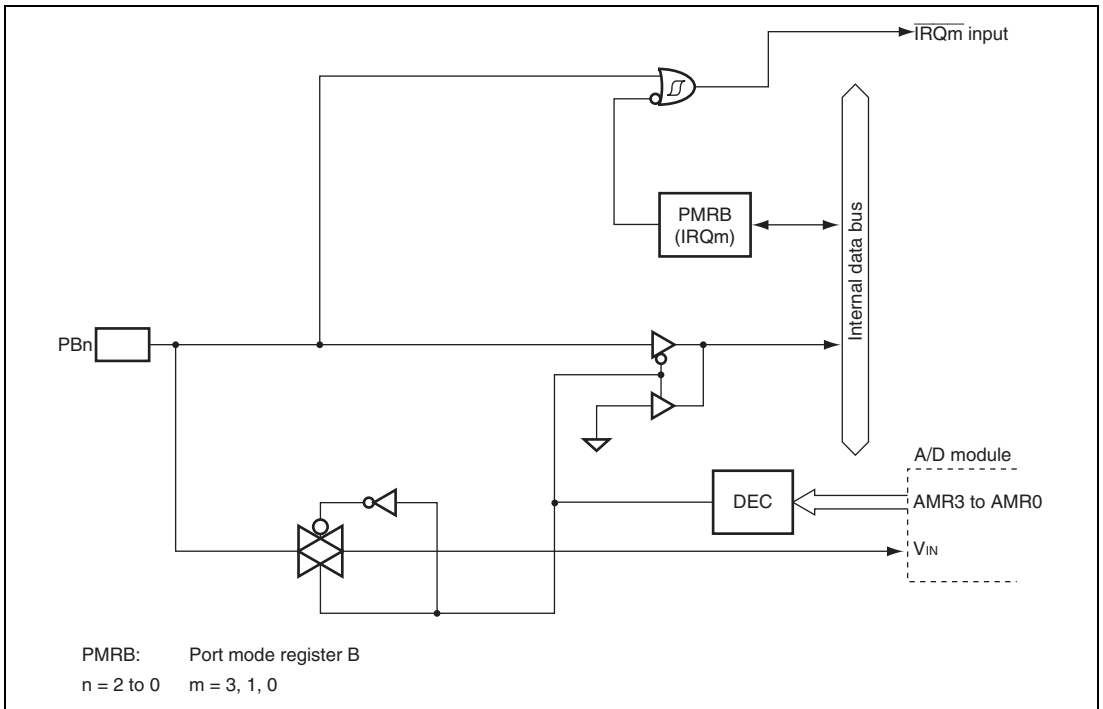 I̅R̅Q̅m̅ input
PMRB
(IRQm)
Internal data bus
PBn
A/D module
DEC
AMR3 to AMR0
VIN
PMRB: Port mode register B
n = 2 to 0 m = 3, 1, 0